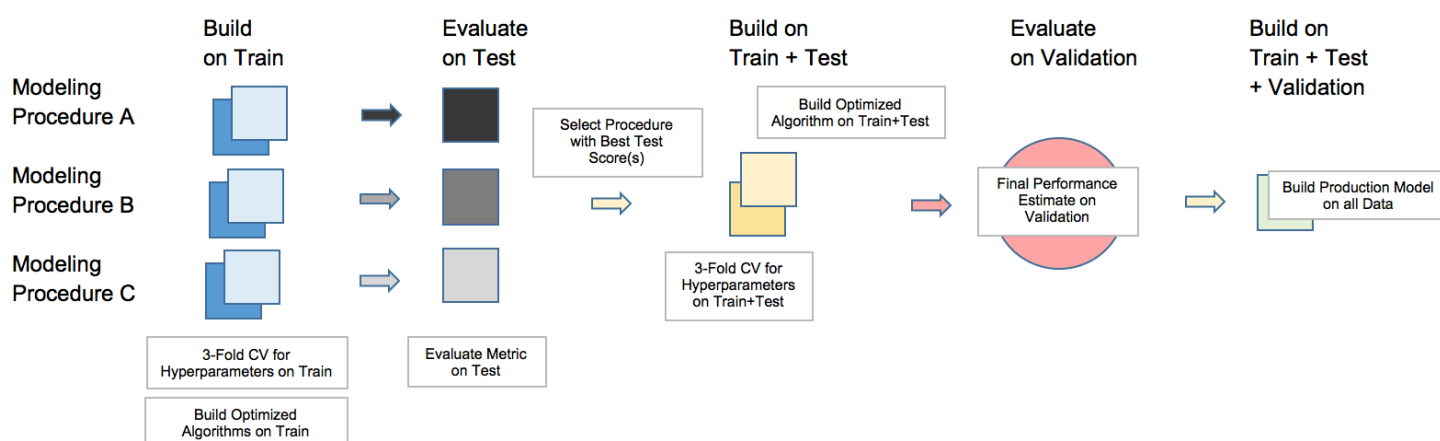 Build
on Train
Evaluate
on Test
Build on
Train + Test
Evaluate
on Validation
Build on
Train + Test
+ Validation
Modeling
Procedure A
Modeling
Procedure B
Modeling
Procedure C
3-Fold CV for
Hyperparameters on Train
Build Optimized
Algorithms on Train
Evaluate Metric
on Test
Select Procedure
with Best Test
Score(s)
Build Optimized
Algorithm on Train+Test
3-Fold CV for
Hyperparameters
on Train+Test
Final Performance
Estimate on
Validation
Build Production Model
on all Data